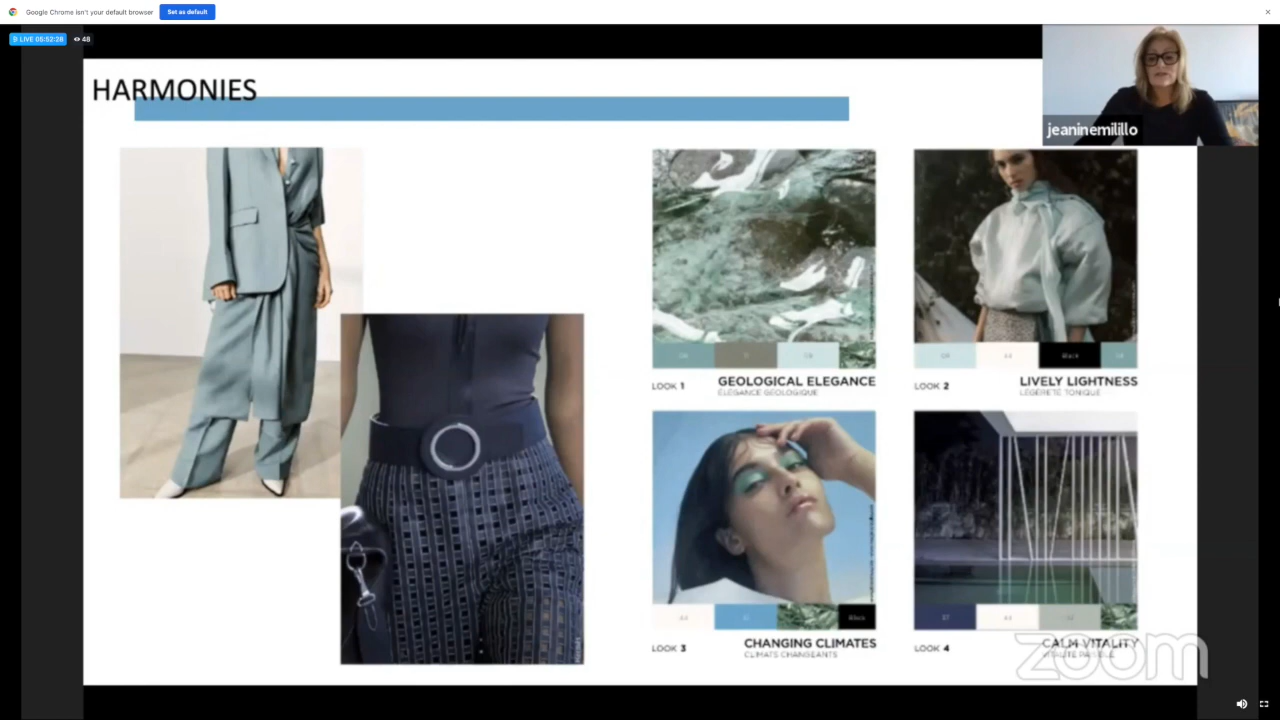 Google Chrome isn't your default browser
Set as default
LIVE 05:52:28
48
HARMONIES
jeaninemilillo
LOOK 1
GEOLOGICAL ELEGANCE
ÉLÉGANCE GÉOLOGIQUE
LOOK 2
LIVELY LIGHTNESS
LÉGÈRETÉ TONIQUE
Black
LOOK 3
CHANGING CLIMATES
CLIMATS CHANGEANTS
Black
LOOK 4
CALM VITALITY
zoom